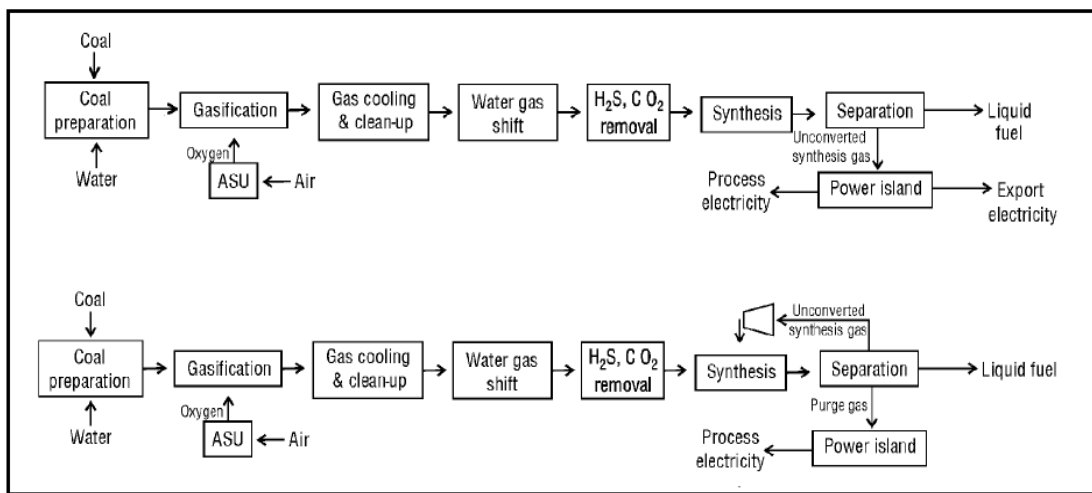 Coal
Coal
preparation
Water
Gasification
Oxygen
ASU
Air
Gas cooling
& clean-up
Water gas
shift
H₂S, C O₂
removal
Synthesis
Separation
Liquid
fuel
Unconverted
synthesis gas
Process
electricity
Power island
Export
electricity
Coal
Coal
preparation
Water
Gasification
Oxygen
ASU
Air
Gas cooling
& clean-up
Water gas
shift
H₂S, C O₂
removal
Unconverted
synthesis gas
Synthesis
Separation
Liquid fuel
Purge gas
Process
electricity
Power island